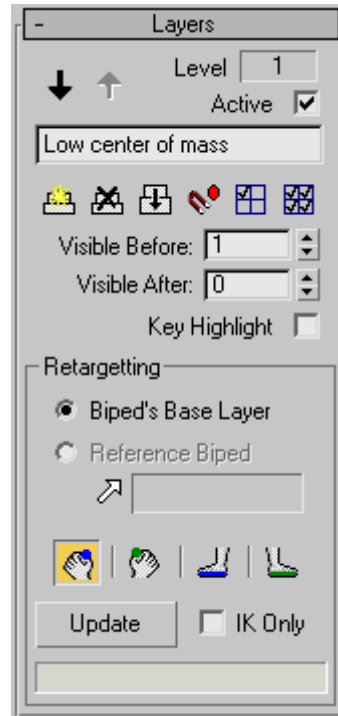 - Layers
Level 1
Active
Low center of mass
Visible Before: 1
Visible After: 0
Key Highlight
Retargetting
Biped's Base Layer
Reference Biped
Update IK Only